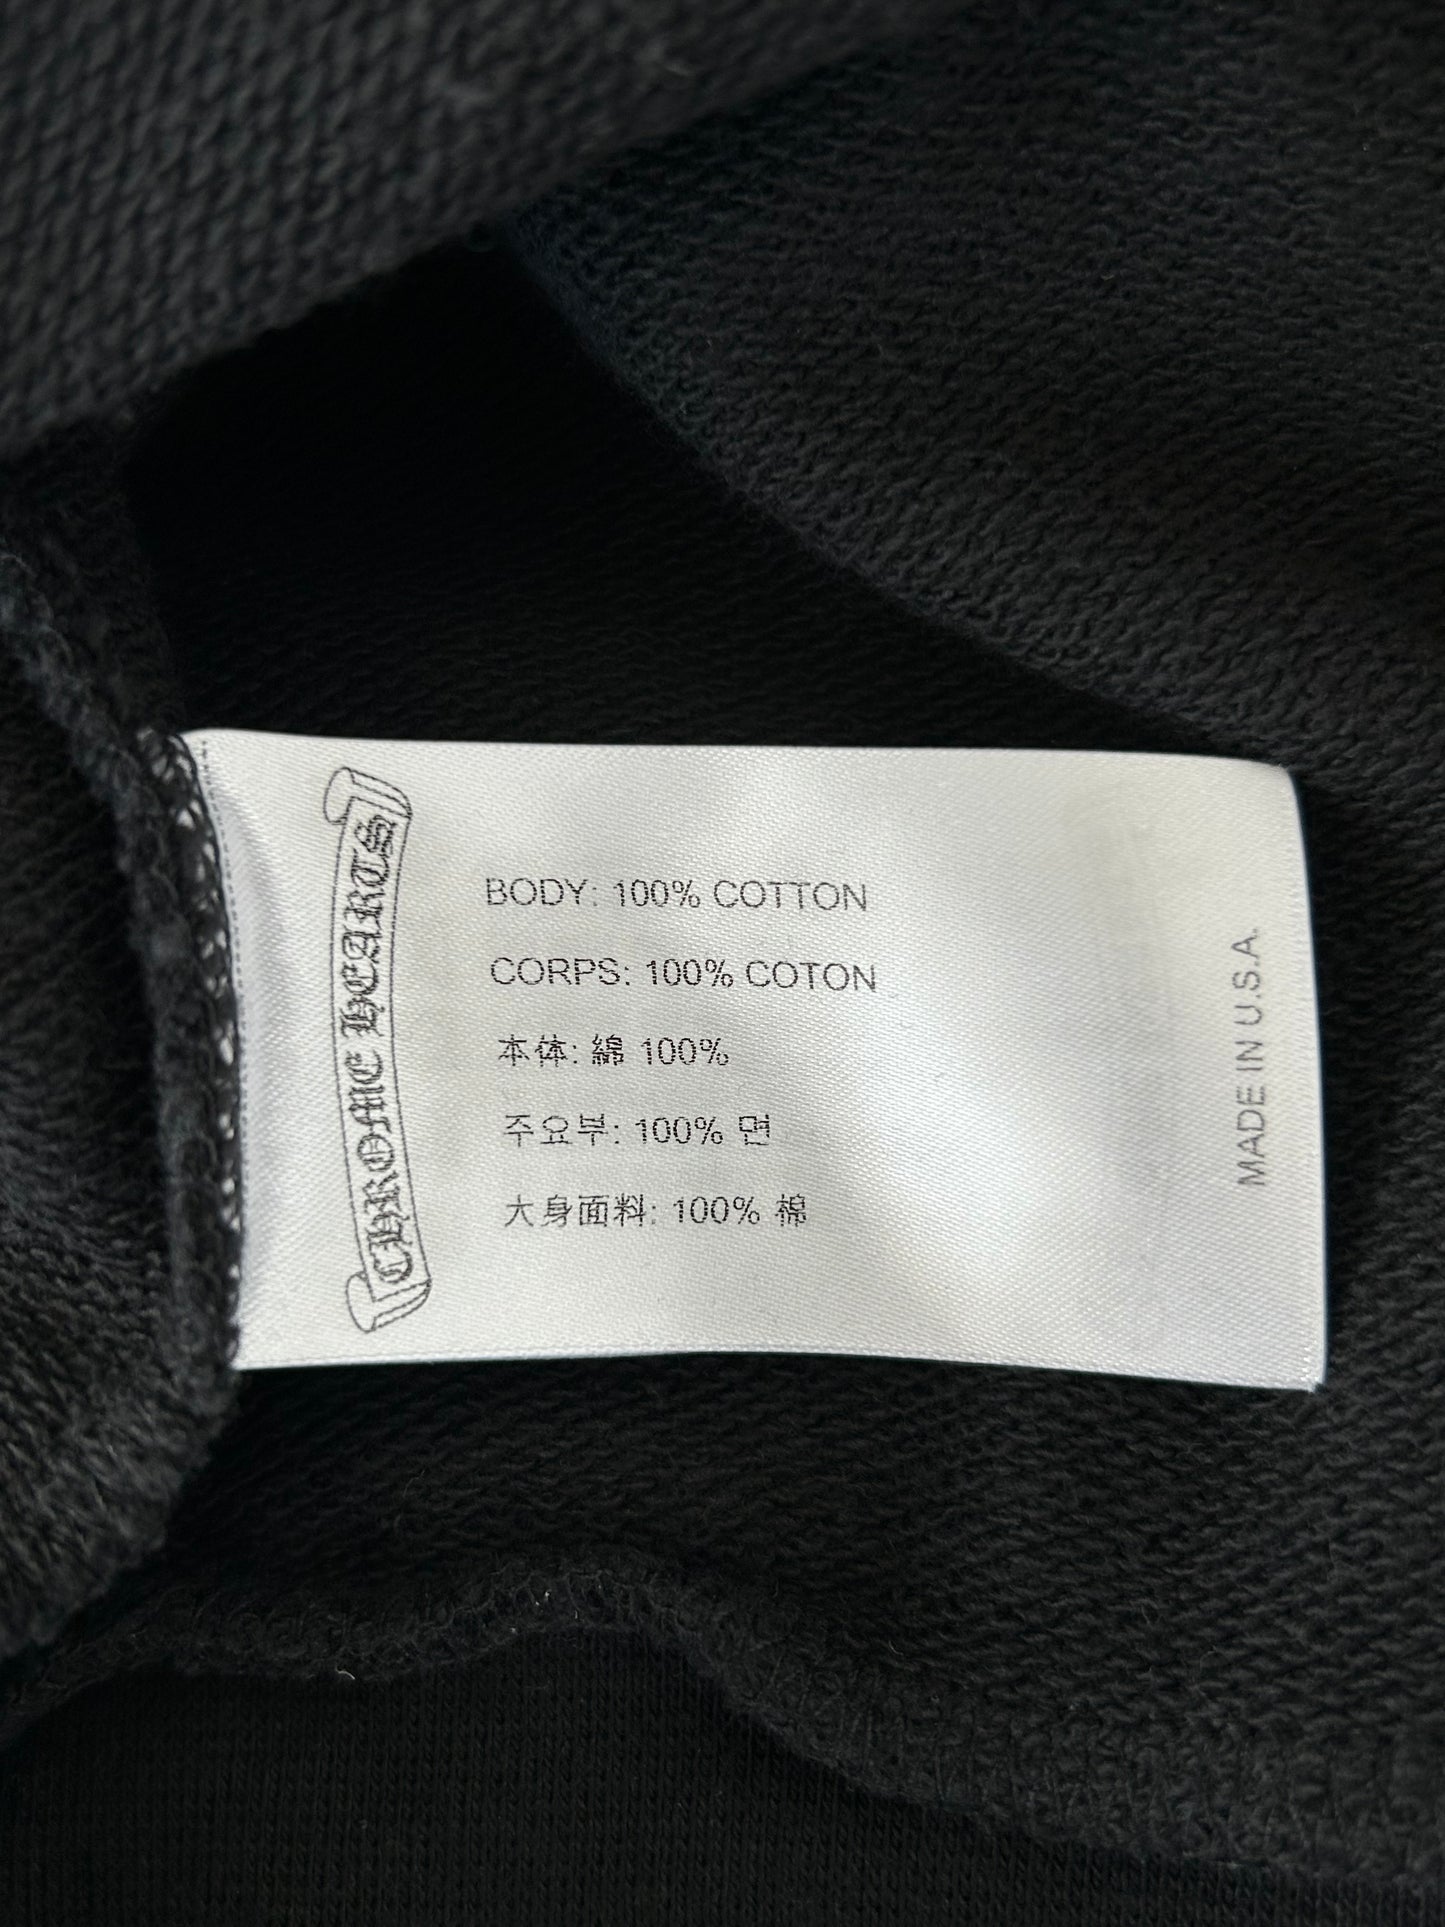 CHROME HEARTS
BODY: 100% COTTON
CORPS: 100% COTON
本体: 綿 100%
주요부: 100% 면
大身面料: 100% 棉
MADE IN U.S.A.